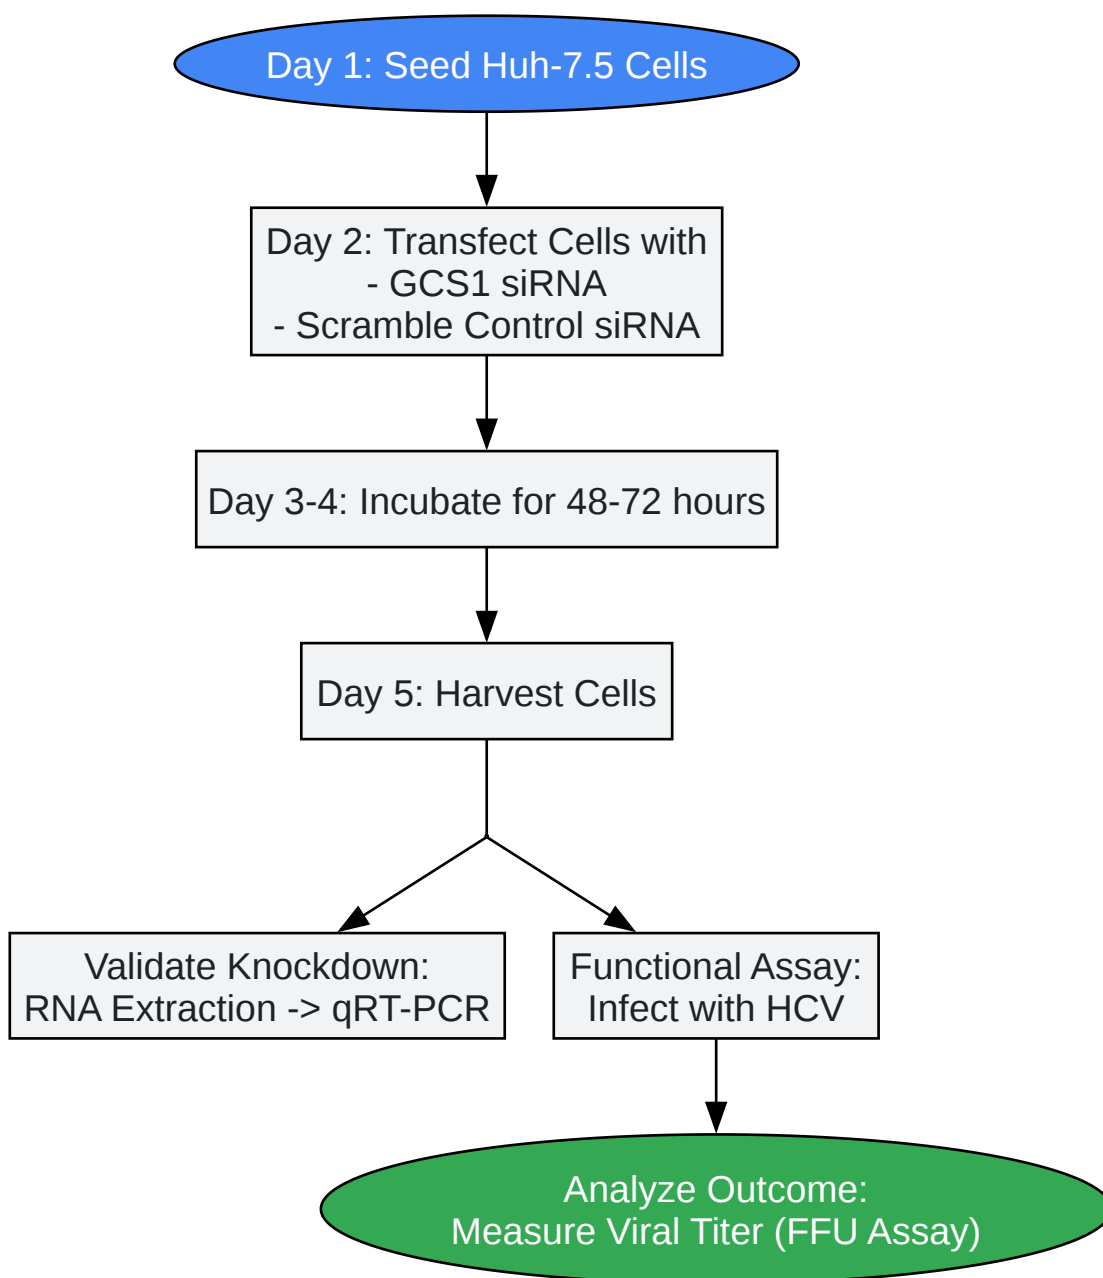 Day 1: Seed Huh-7.5 Cells
Day 2: Transfect Cells with
- GCS1 siRNA
- Scramble Control siRNA
Day 3-4: Incubate for 48-72 hours
Day 5: Harvest Cells
Validate Knockdown:
RNA Extraction -> qRT-PCR
Functional Assay:
Infect with HCV
Analyze Outcome:
Measure Viral Titer (FFU Assay)